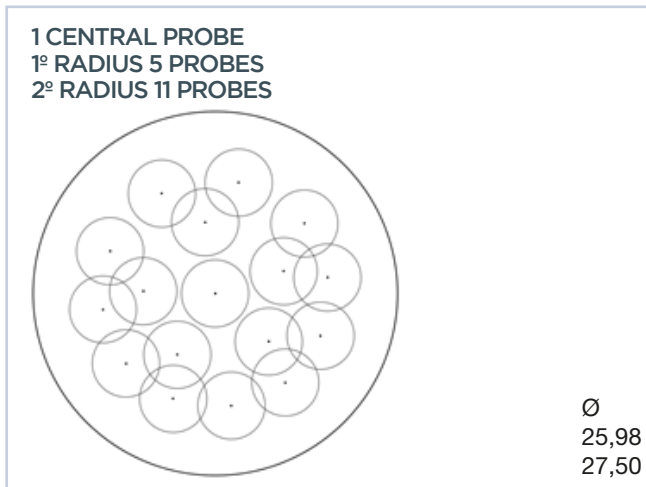 1 CENTRAL PROBE
1º RADIUS 5 PROBES
2º RADIUS 11 PROBES
Ø
25,98
27,50